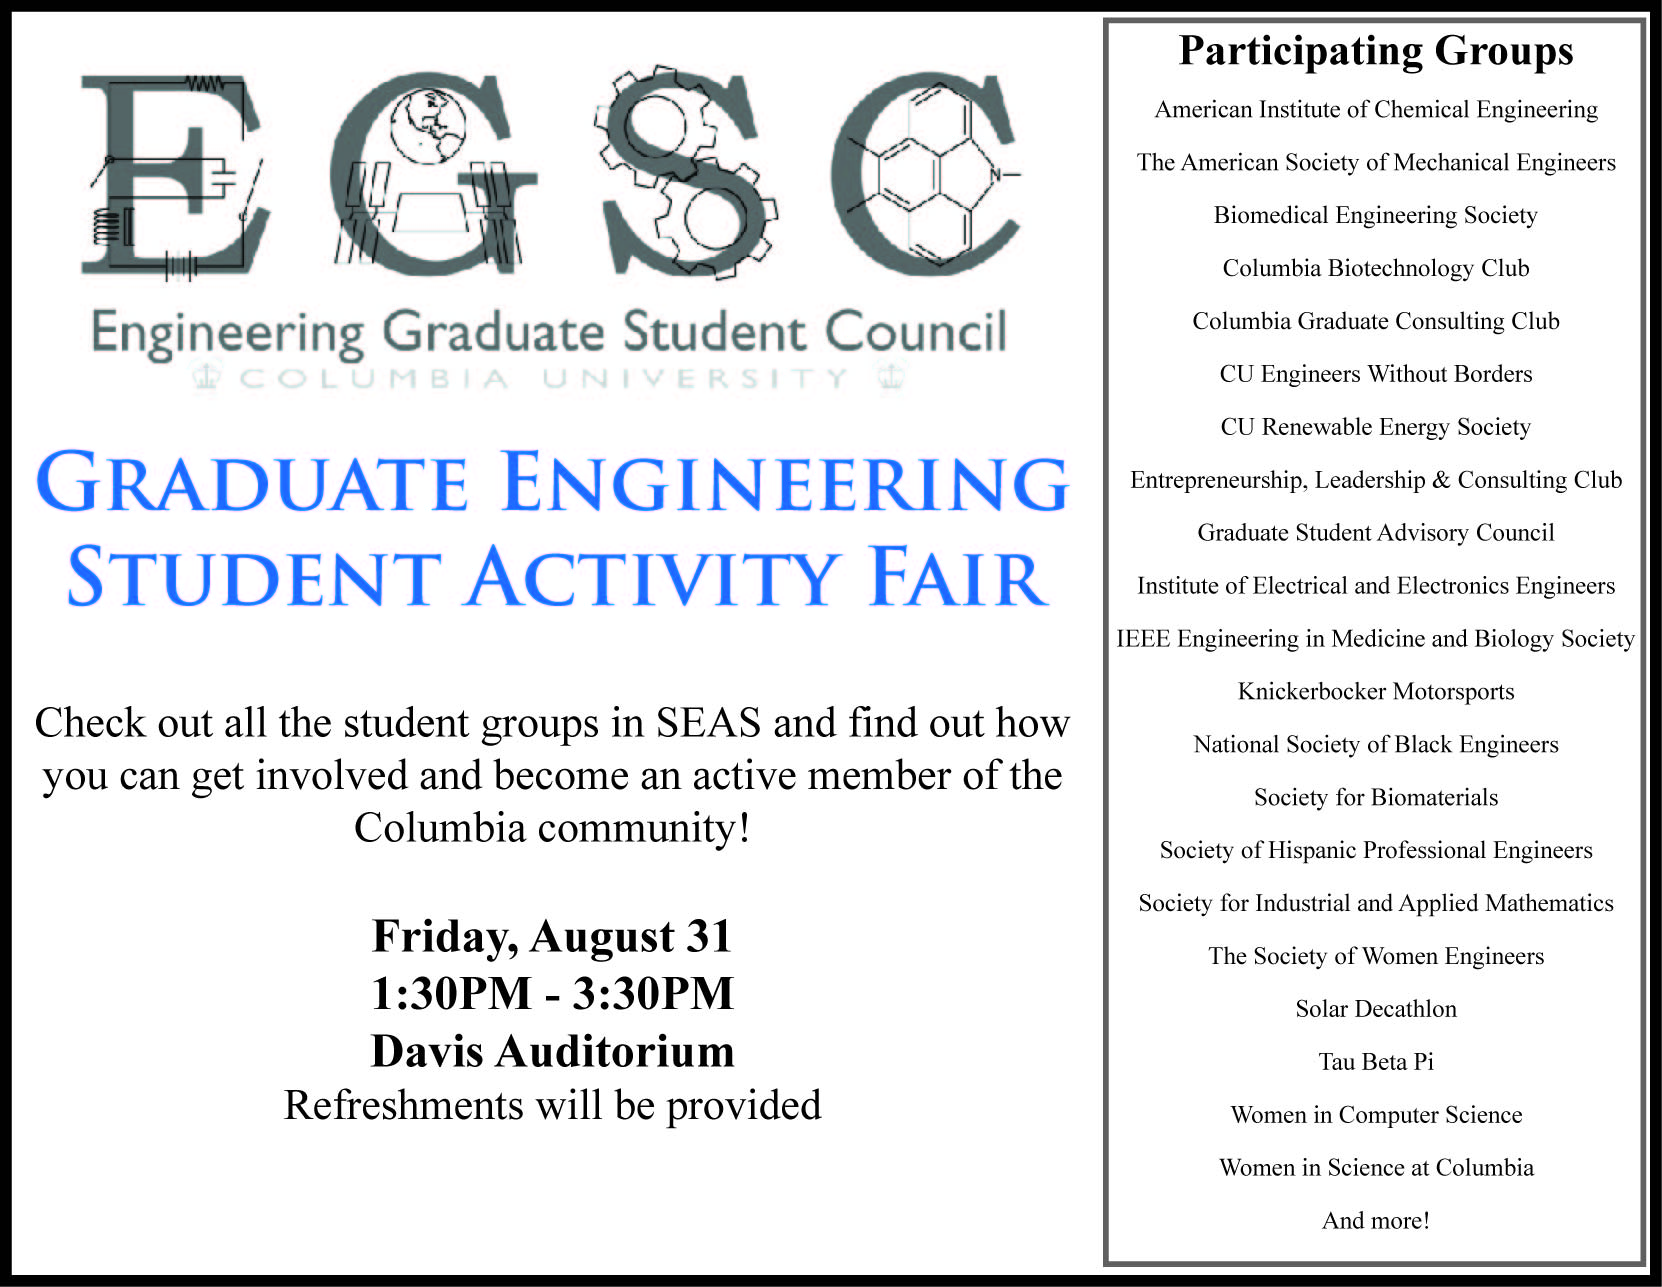 EGSC
N
Engineering Graduate Student Council
COLUMBIA UNIVERSITY
GRADUATE ENGINEERING
STUDENT ACTIVITY FAIR
Check out all the student groups in SEAS and find out how
you can get involved and become an active member of the
Columbia community!
Friday, August 31
1:30PM - 3:30PM
Davis Auditorium
Refreshments will be provided
Participating Groups
American Institute of Chemical Engineering
The American Society of Mechanical Engineers
Biomedical Engineering Society
Columbia Biotechnology Club
Columbia Graduate Consulting Club
CU Engineers Without Borders
CU Renewable Energy Society
Entrepreneurship, Leadership & Consulting Club
Graduate Student Advisory Council
Institute of Electrical and Electronics Engineers
IEEE Engineering in Medicine and Biology Society
Knickerbocker Motorsports
National Society of Black Engineers
Society for Biomaterials
Society of Hispanic Professional Engineers
Society for Industrial and Applied Mathematics
The Society of Women Engineers
Solar Decathlon
Tau Beta Pi
Women in Computer Science
Women in Science at Columbia
And more!